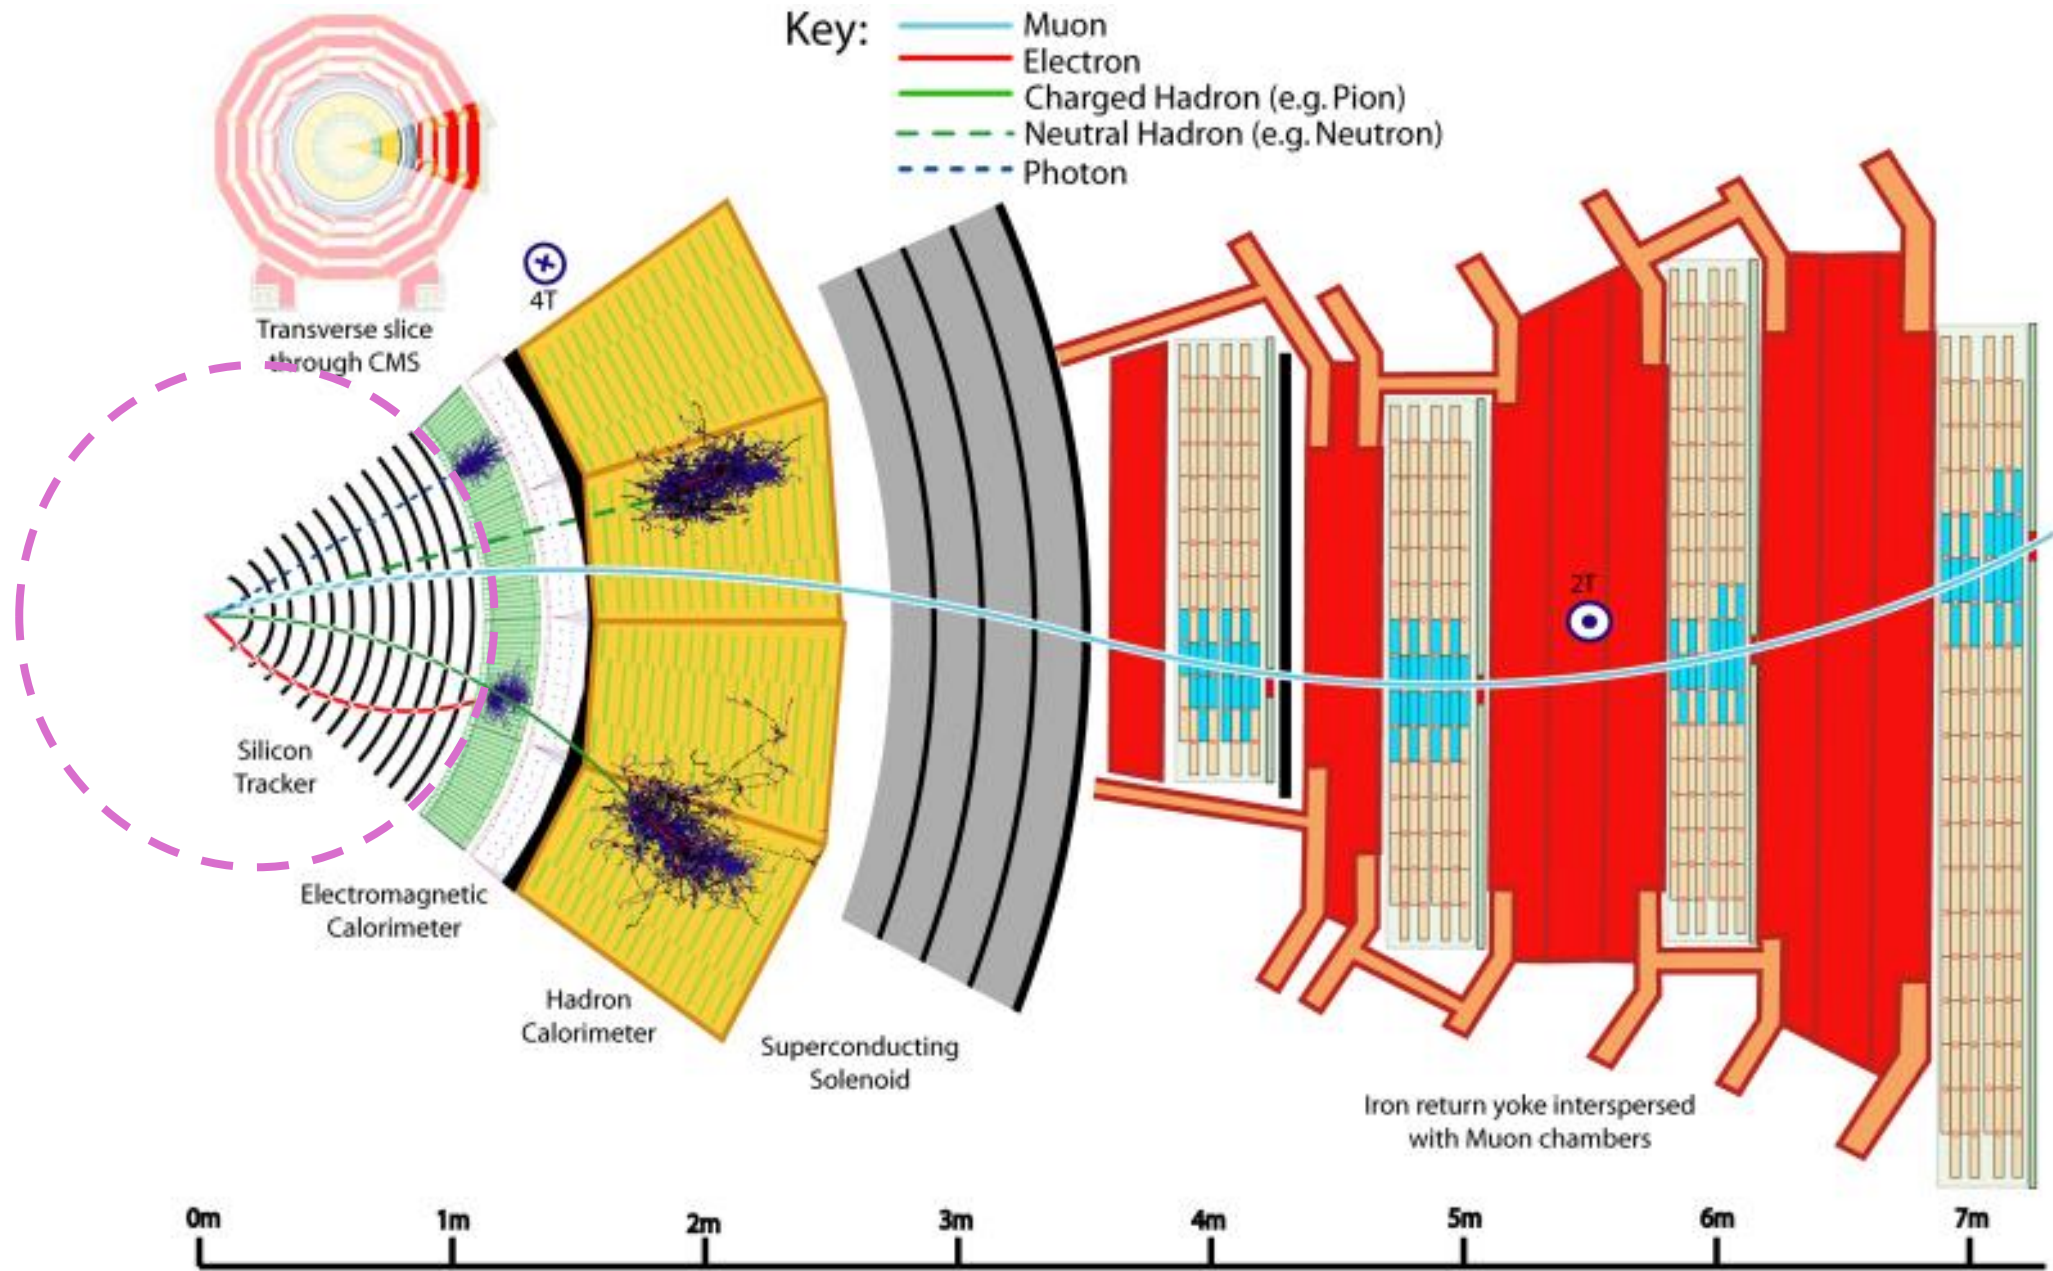 Key:
Muon
Electron
Charged Hadron (e.g. Pion)
Neutral Hadron (e.g. Neutron)
Photon
Transverse slice
through CMS
4T
2T
Silicon
Tracker
Electromagnetic
Calorimeter
Hadron
Calorimeter
Superconducting
Solenoid
Iron return yoke interspersed
with Muon chambers
0m 1m 2m 3m 4m 5m 6m 7m